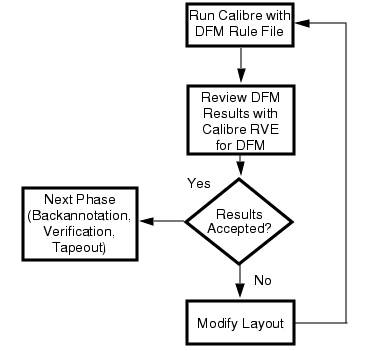 Run Calibre with
DFM Rule File
Review DFM
Results with
Calibre RVE
for DFM
Yes
Results
Accepted?
Next Phase
(Backannotation,
Verification,
Tapeout)
No
Modify Layout